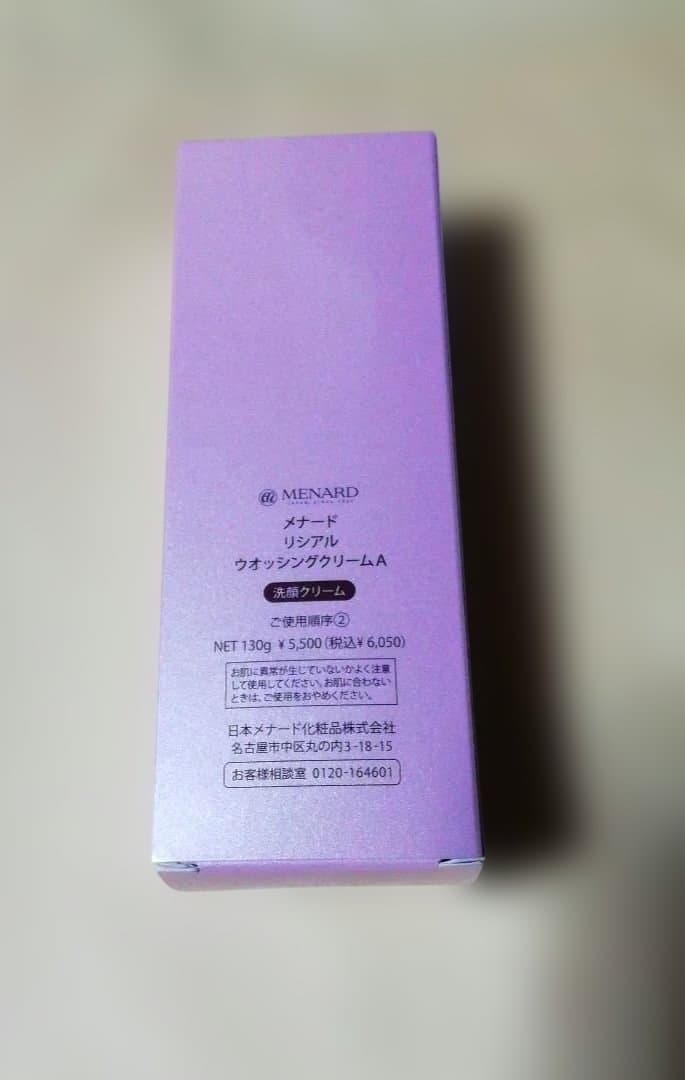 MENARD
メナード
リシアル
ウオッシングクリームA
洗顔クリーム
ご使用順序②
NET 130g ¥5,500(税込¥6,050)
お肌に異常が生じていないかよく注意
して使用してください。お肌に合わない
ときは、ご使用をおやめください。
日本メナード化粧品株式会社
名古屋市中区丸の内3-18-15
お客様相談室 0120-164601